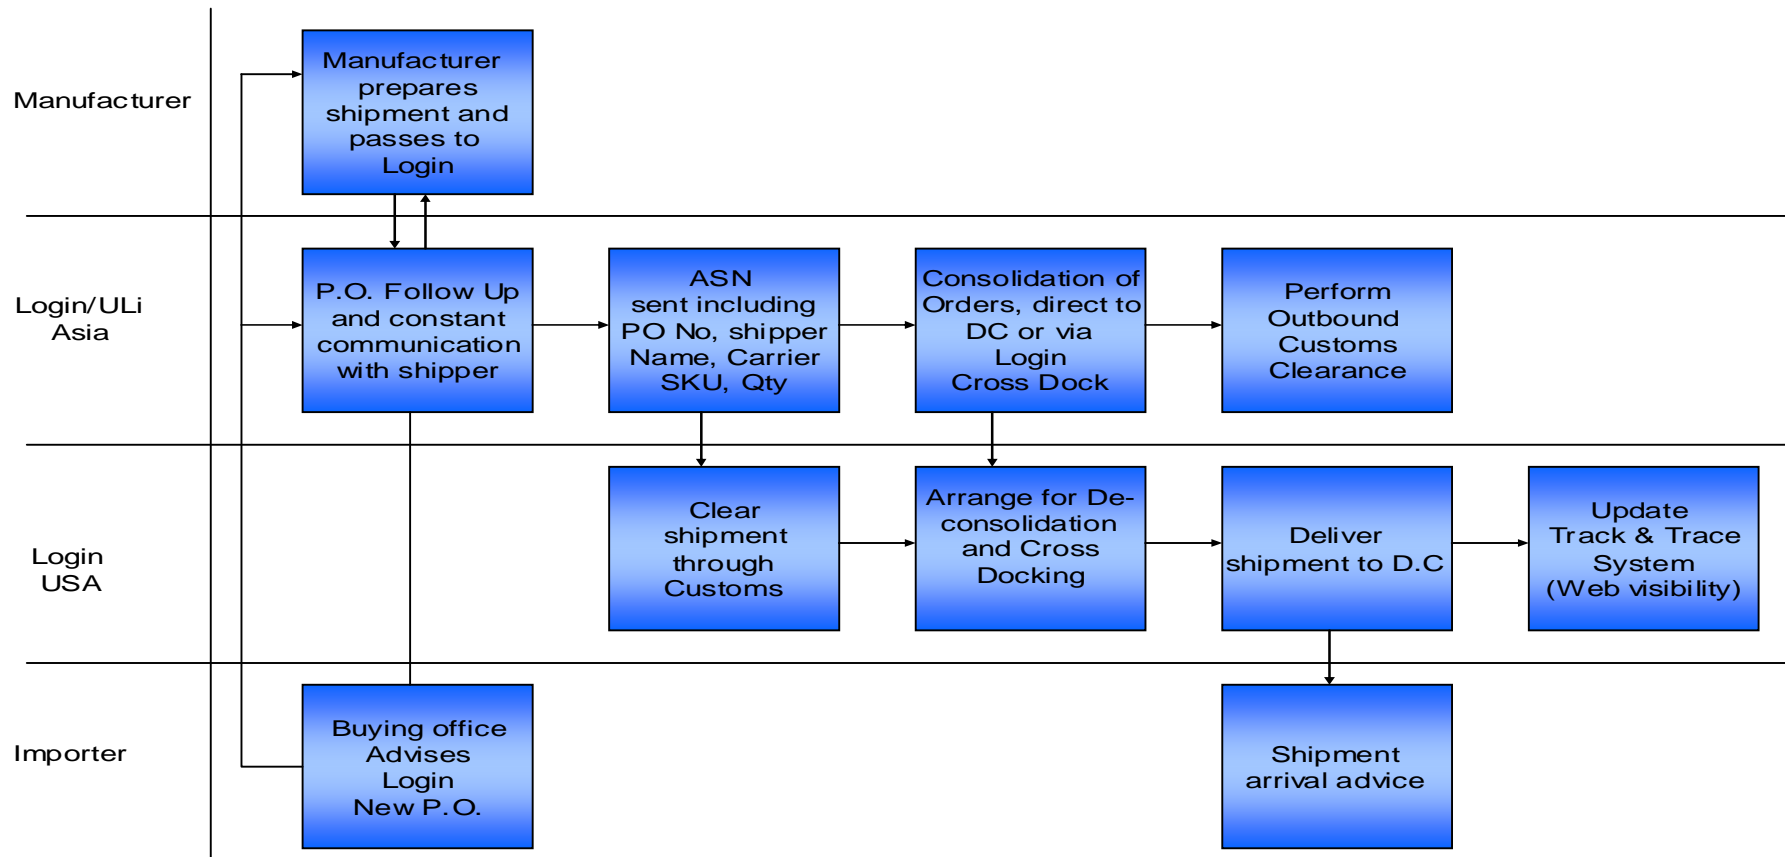 Manufacturer
Manufacturer
prepares
shipment and
passes to
Login
Login/ULi
Asia
P.O. Follow Up
and constant
communication
with shipper
ASN
sent including
PO No, shipper
Name, Carrier
SKU, Qty
Consolidation of
Orders, direct to
DC or via
Login
Cross Dock
Perform
Outbound
Customs
Clearance
Login
USA
Clear
shipment
through
Customs
Arrange for De-
consolidation
and Cross
Docking
Deliver
shipment to D.C
Update
Track & Trace
System
(Web visibility)
Importer
Buying office
Advises
Login
New P.O.
Shipment
arrival advice